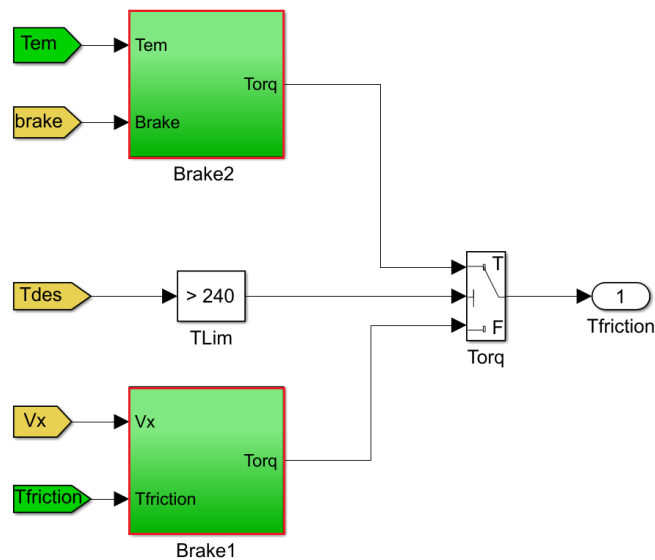 Tem
Tem
Torq
brake
Brake
Brake2
Tdes
> 240
TLim
T
F
Torq
1
Tfriction
Vx
Vx
Torq
Tfriction
Tfriction
Brake1